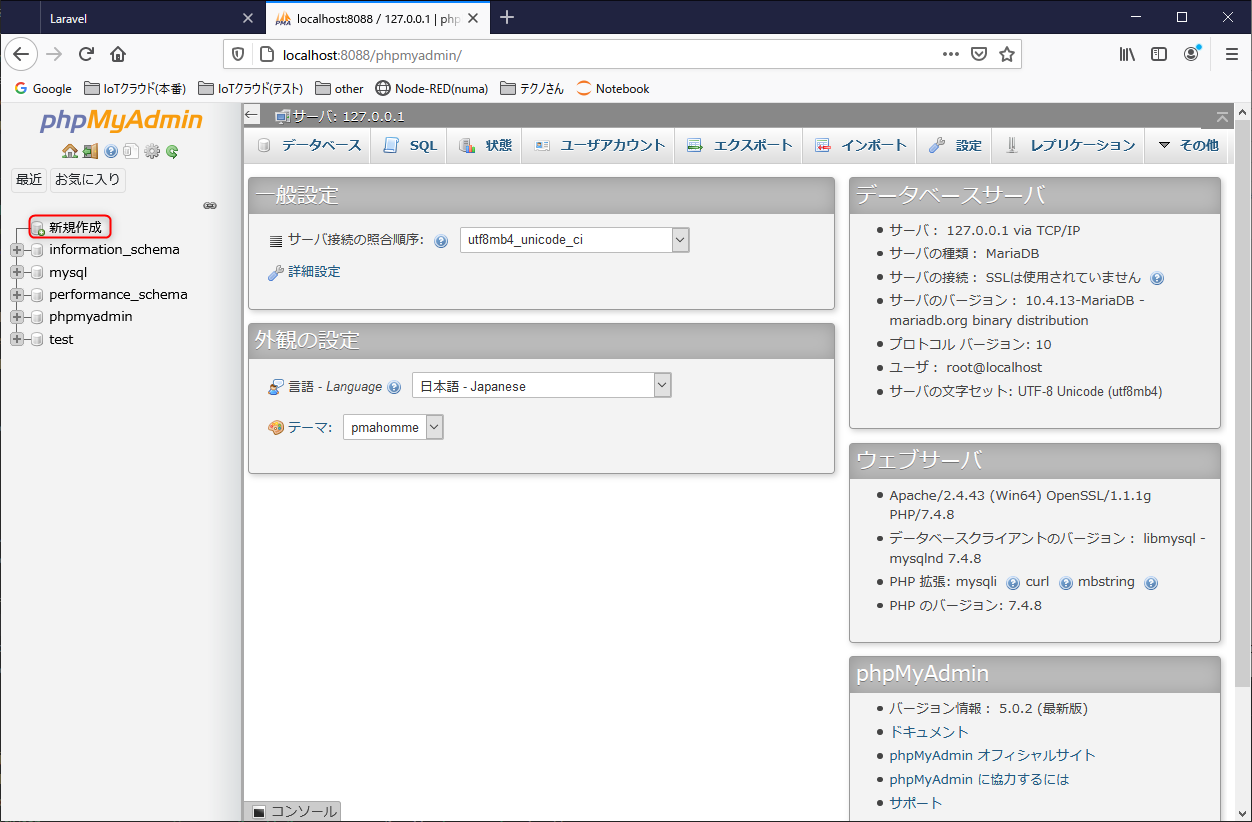 Laravel
localhost:8088 / 127.0.0.1 | php
localhost:8088/phpmyadmin/
Google IoTクラウド(本番) IoTクラウド(テスト) other Node-RED(numa) テクノさん Notebook
phpMyAdmin
最近 お気に入り
新規作成
information_schema
mysql
performance_schema
phpmyadmin
test
サーバ: 127.0.0.1
データベース SQL 状態 ユーザアカウント エクスポート インポート 設定 レプリケーション その他
一般設定
サーバ接続の照合順序: utf8mb4_unicode_ci
詳細設定
外観の設定
言語 - Language 日本語 - Japanese
テーマ: pmahomme
データベースサーバ
サーバ： 127.0.0.1 via TCP/IP
サーバの種類： MariaDB
サーバの接続： SSLは使用されていません
サーバのバージョン： 10.4.13-MariaDB -
mariadb.org binary distribution
プロトコル バージョン: 10
ユーザ： root@localhost
サーバの文字セット: UTF-8 Unicode (utf8mb4)
ウェブサーバ
Apache/2.4.43 (Win64) OpenSSL/1.1.1g
PHP/7.4.8
データベースクライアントのバージョン： libmysql -
mysqlnd 7.4.8
PHP 拡張: mysqli curl mbstring
PHP のバージョン: 7.4.8
phpMyAdmin
バージョン情報： 5.0.2 (最新版)
ドキュメント
phpMyAdmin オフィシャルサイト
phpMyAdmin に協力するには
サポート
コンソール